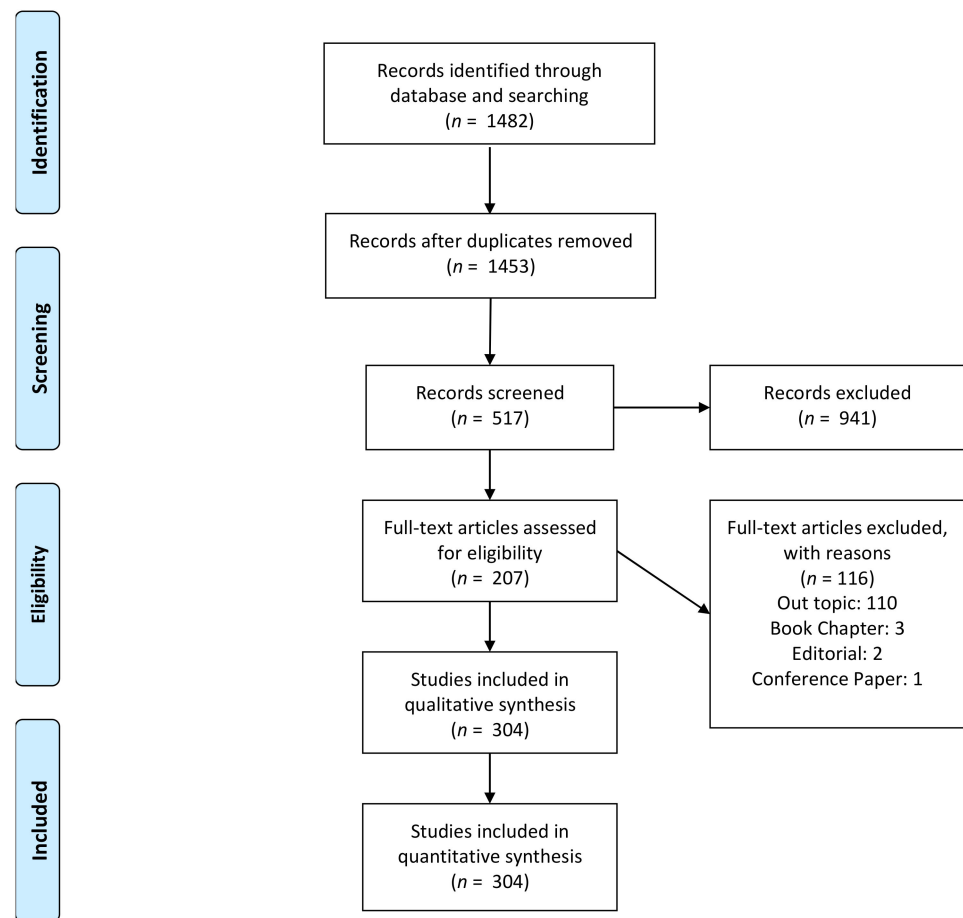 Identification
Records identified through
database and searching
(n = 1482)
Records after duplicates removed
(n = 1453)
Screening
Records screened
(n = 517)
Records excluded
(n = 941)
Eligibility
Full-text articles assessed
for eligibility
(n = 207)
Full-text articles excluded,
with reasons
(n = 116)
Out topic: 110
Book Chapter: 3
Editorial: 2
Conference Paper: 1
Studies included in
qualitative synthesis
(n = 304)
Included
Studies included in
quantitative synthesis
(n = 304)